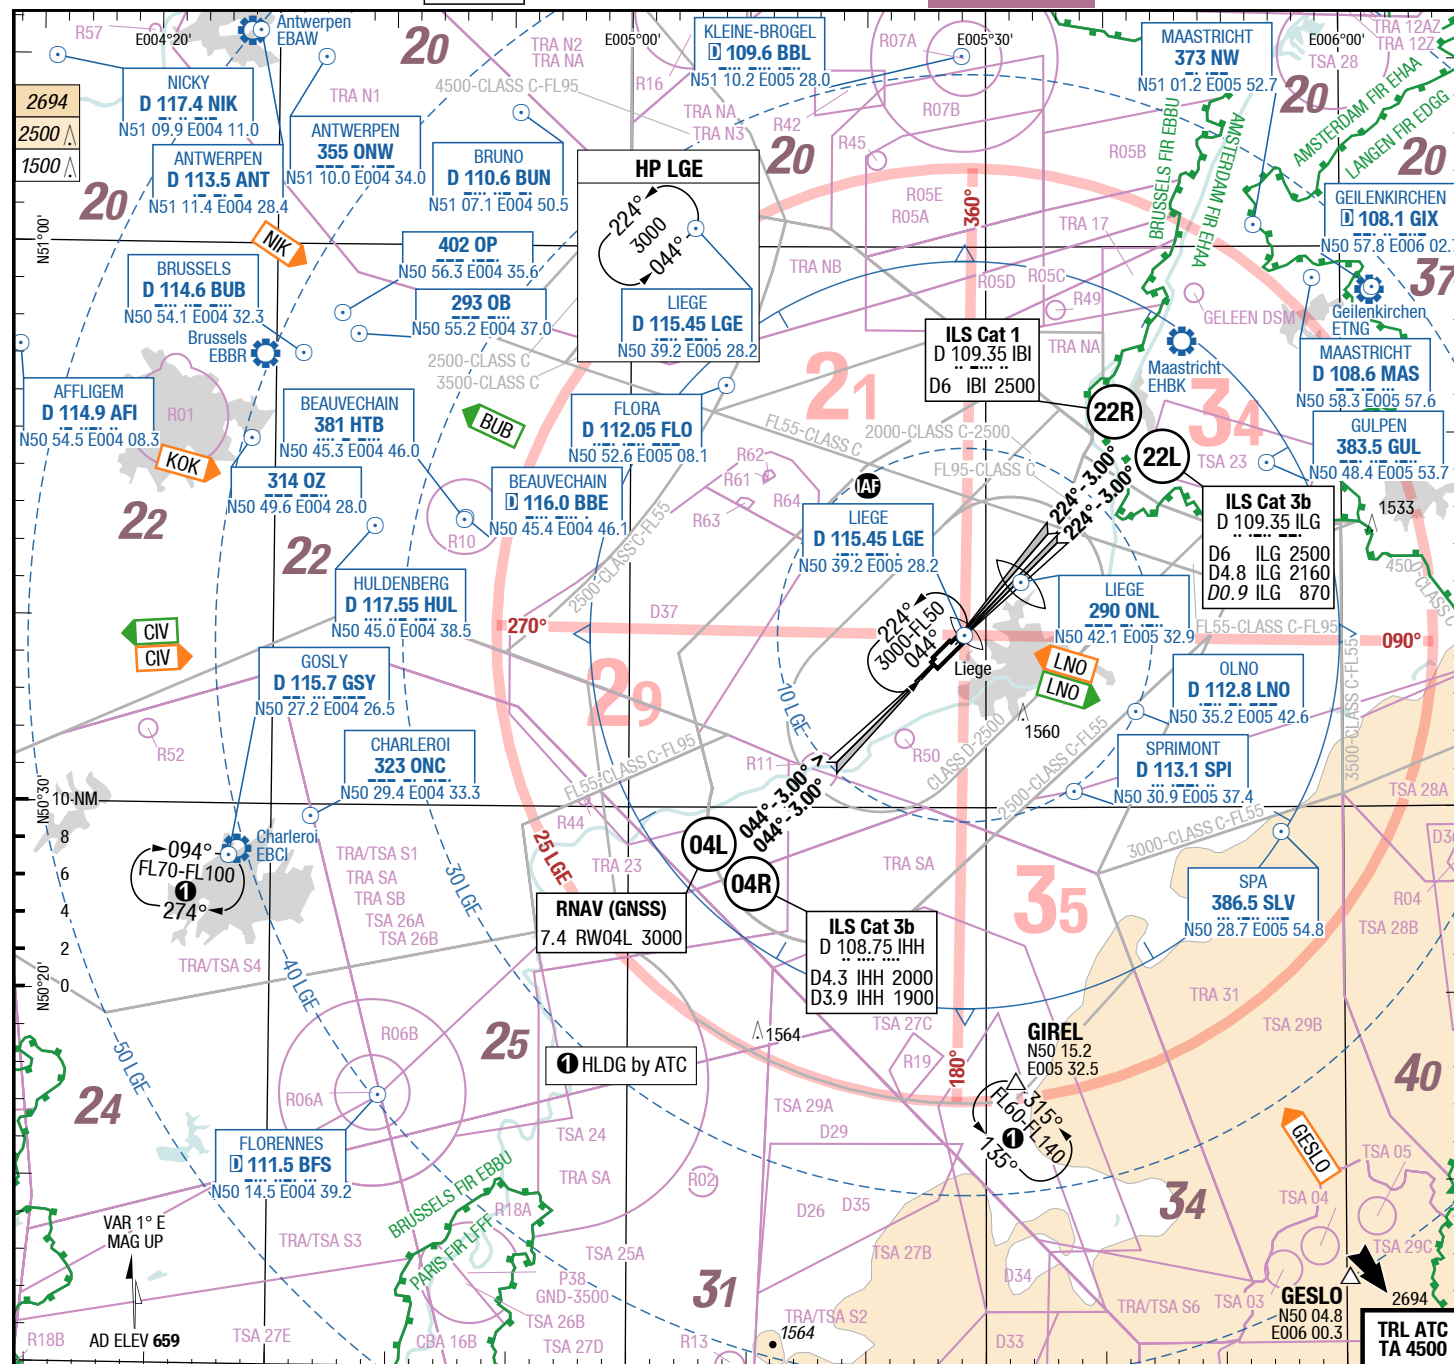 R57
E004°20'
Antwerpen
EBAW
20
TRA N2
TRA NA
E005°00'
R16
KLEINE-BROGEL
D 109.6 BBL
N51 10.2 E005 28.0
R07A
E005°30'
MAASTRICHT
373 NW
N51 01.2 E005 52.7
E006°00'
TRA 12AZ
TRA 12Z
TSA 28
20
2694
2500
1500
NICKY
D 117.4 NIK
N51 09.9 E004 11.0
TRA N1
4500-CLASS C-FL95
TRA NA
TRA N3
R42
R07B
R45
R05B
AMSTERDAM FIR EHAA
LANGEN FIR EDGG
ANTWERPEN
355 ONW
N51 10.0 E004 34.0
ANTWERPEN
D 113.5 ANT
N51 11.4 E004 28.4
BRUNO
D 110.6 BUN
N51 07.1 E004 50.5
20
HP LGE
224°
3000
044°
20
20
R05E
R05A
360°
BRUSSELS FIR EBBU
AMSTERDAM FIR EHAA
GEILENKIRCHEN
D 108.1 GIX
N50 57.8 E006 02.
N51°00'
NIK
402 OP
N50 56.3 E004 35.6
BRUSSELS
D 114.6 BUB
N50 54.1 E004 32.3
293 OB
N50 55.2 E004 37.0
LIEGE
D 115.45 LGE
N50 39.2 E005 28.2
TRA NB
R05D
R05C
TRA 17
R49
GELEEN DSM
37
Geilenkirchen
ETNG
Brussels
EBBR
2500-CLASS C
3500-CLASS C
ILS Cat 1
D 109.35 IBI
D6 IBI 2500
TRA NA
21
Maastricht
EHBK
34
MAASTRICHT
D 108.6 MAS
N50 58.3 E005 57.6
AFFLIGEM
D 114.9 AFI
N50 54.5 E004 08.3
R01
BEAUVECHAIN
381 HTB
N50 45.3 E004 46.0
BUB
FLORA
D 112.05 FLO
N50 52.6 E005 08.1
FL55-CLASS C
2000-CLASS C-2500
FL95-CLASS C
22R
22L
TSA 23
GULPEN
383.5 GUL
N50 48.4 E005 53.7
KOK
314 OZ
N50 49.6 E004 28.0
BEAUVECHAIN
D 116.0 BBE
N50 45.4 E004 46.1
R62
R61
R64
R63
R10
IAF
LIEGE
D 115.45 LGE
N50 39.2 E005 28.2
224°-3.00°
224°-3.00°
ILS Cat 3b
D 109.35 ILG
D6 ILG 2500
D4.8 ILG 2160
D0.9 ILG 870
1533
22
22
2500-CLASS C-FL55
HULDENBERG
D 117.55 HUL
N50 45.0 E004 38.5
D37
270°
224°
3000-FL50
044°
LIEGE
290 ONL
N50 42.1 E005 32.9
FL55-CLASS C-FL95
090°
CIV
CIV
GOSLY
D 115.7 GSY
N50 27.2 E004 26.5
29
Liege
LNO
LNO
OLNO
D 112.8 LNO
N50 35.2 E005 42.6
3500-CLASS C-FL55
R52
CHARLEROI
323 ONC
N50 29.4 E004 33.3
10 LGE
FL55-CLASS C-FL95
R11
R50
1560
CLASS D-2500
2500-CLASS C-FL55
SPRIMONT
D 113.1 SPI
N50 30.9 E005 37.4
N50°30'
10-NM
8
6
4
2
0
Charleroi
EBCI
094°
FL70-FL100
1
274°
R44
044°-3.00°
044°-3.00°
25 LGE
30 LGE
TRA/TSA S1
TRA SA
TRA SB
TSA 26A
TSA 26B
TRA 23
04L
04R
TRA SA
3000-CLASS C-FL55
TSA 28A
R04
TSA 28B
35
SPA
386.5 SLV
N50 28.7 E005 54.8
RNAV (GNSS)
7.4 RW04L 3000
ILS Cat 3b
D 108.75 IHH
D4.3 IHH 2000
D3.9 IHH 1900
TRA/TSA S4
40 LGE
N50°20'
TRA 31
TSA 29B
R06B
25
1564
TSA 27C
R19
180°
GIREL
N50 15.2
E005 32.5
1 HLDG by ATC
50 LGE
24
R06A
40
TSA 29A
D29
315°
FL60-FL140
1
135°
GESLO
FLORENNES
D 111.5 BFS
N50 14.5 E004 39.2
TSA 24
TRA SA
BRUSSELS FIR EBBU
PARIS FIR LFFF
R18A
R02
D26
D35
34
TSA 05
TSA 04
VAR 1° E
MAG UP
TRA/TSA S3
TSA 25A
TSA 27B
TSA 29C
P38
GND-3500
31
D34
TRA/TSA S6
TSA 03
GESLO
N50 04.8
E006 00.3
2694
R18B
AD ELEV 659
TSA 27E
CBA 16B
TSA 26B
TSA 27D
R13
1564
TRA/TSA S2
D33
TRL ATC
TA 4500